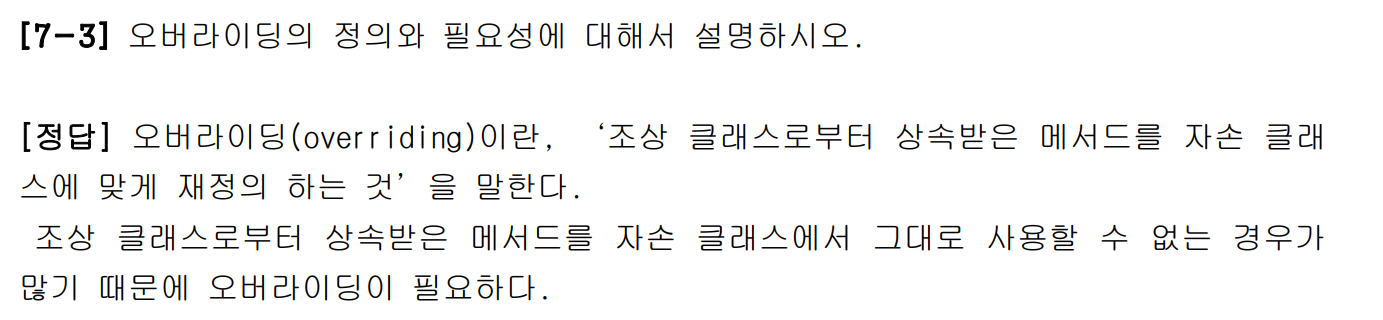 [7-3] 오버라이딩의 정의와 필요성에 대해서 설명하시오.
[정답] 오버라이딩(overriding)이란, ‘조상 클래스로부터 상속받은 메서드를 자손 클래
스에 맞게 재정의 하는 것’을 말한다.
조상 클래스로부터 상속받은 메서드를 자손 클래스에서 그대로 사용할 수 없는 경우가
많기 때문에 오버라이딩이 필요하다.